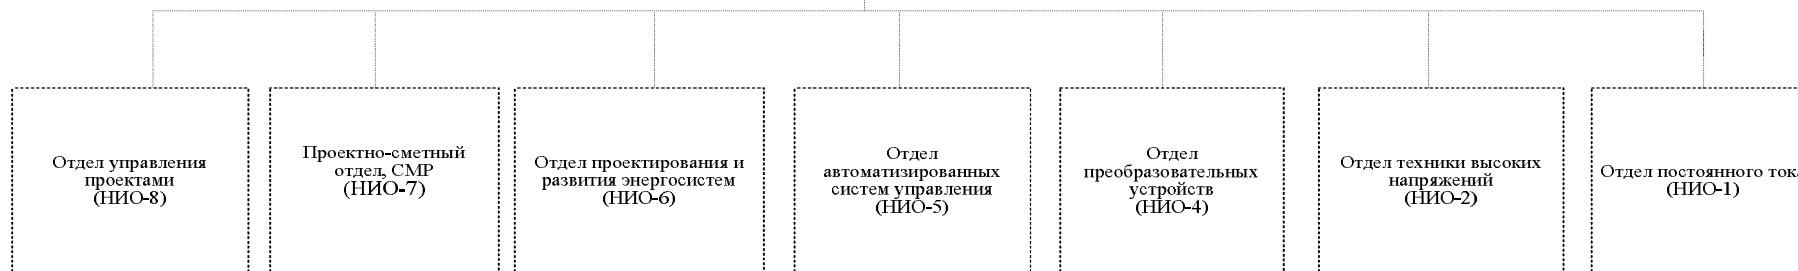 Отдел управления
проектами
(НИО-8)
Проектно-сметный
отдел, СМР
(НИО-7)
Отдел проектирования и
развития энергосистем
(НИО-6)
Отдел
автоматизированных
систем управления
(НИО-5)
Отдел
преобразовательных
устройств
(НИО-4)
Отдел техники высоких
напряжений
(НИО-2)
Отдел постоянного тока
(НИО-1)